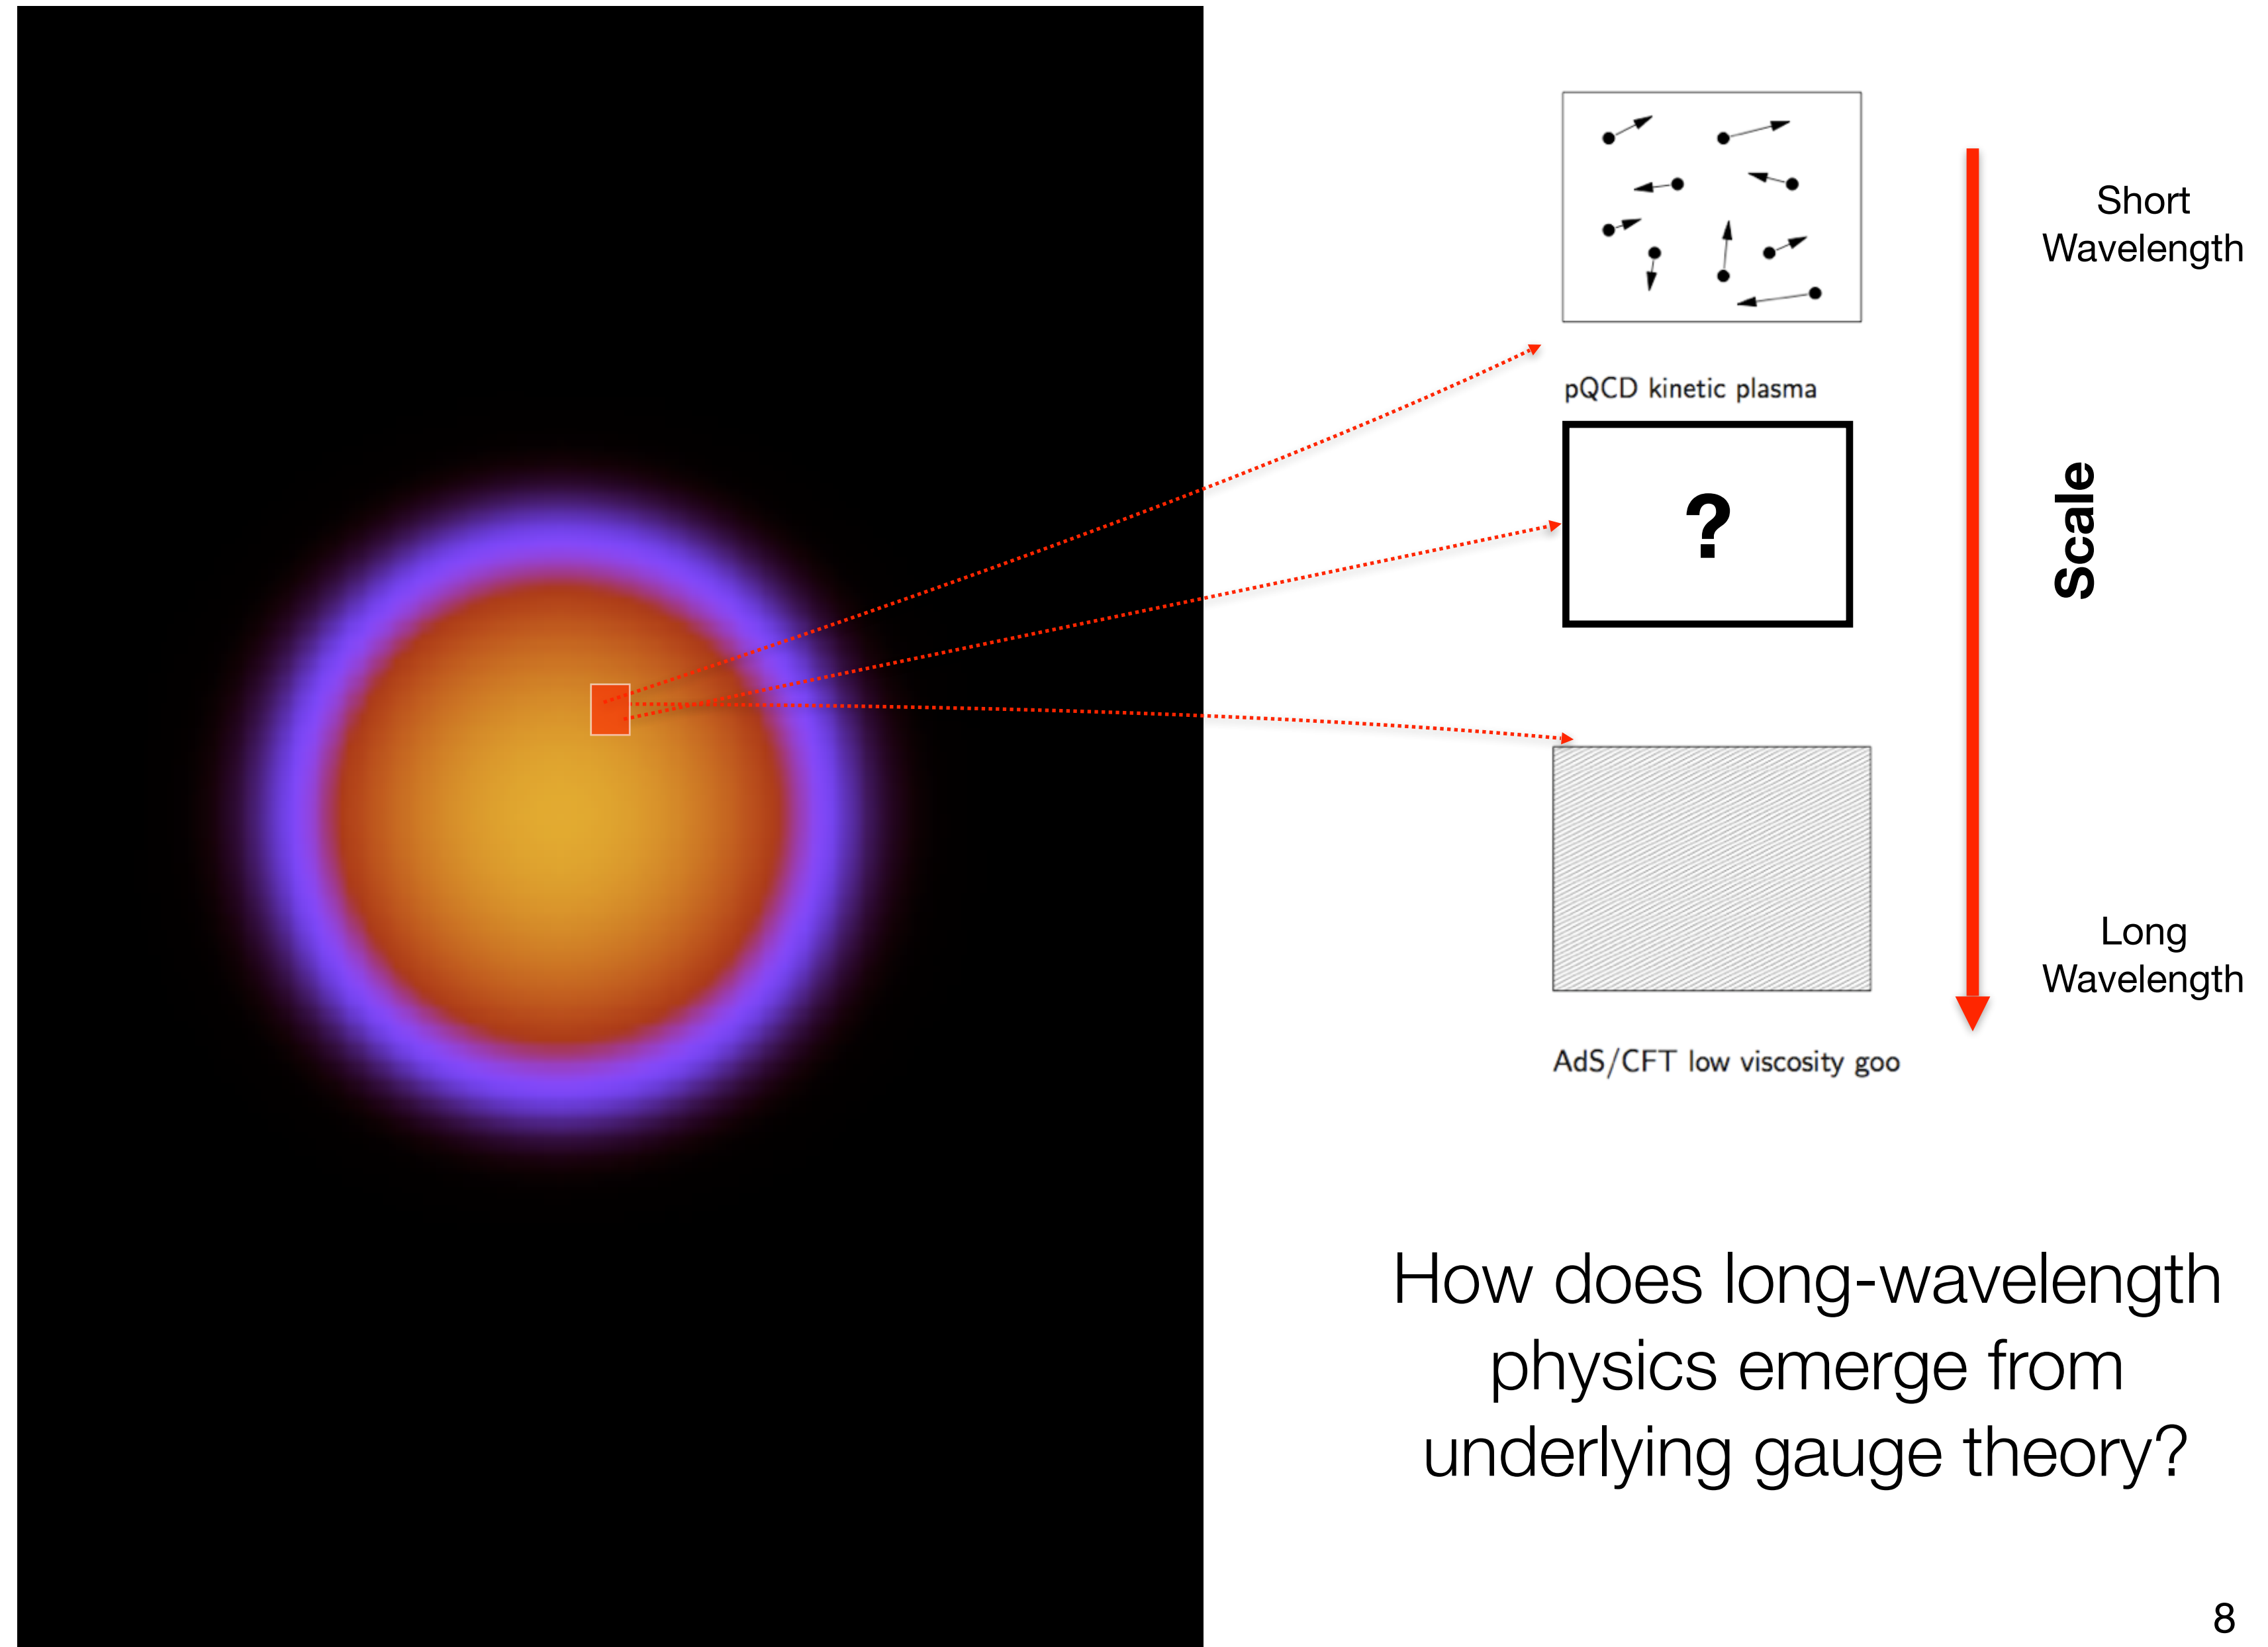 Short
Wavelength
pQCD kinetic plasma
?
Scale
Long
Wavelength
AdS/CFT low viscosity goo
How does long-wavelength
physics emerge from
underlying gauge theory?
8